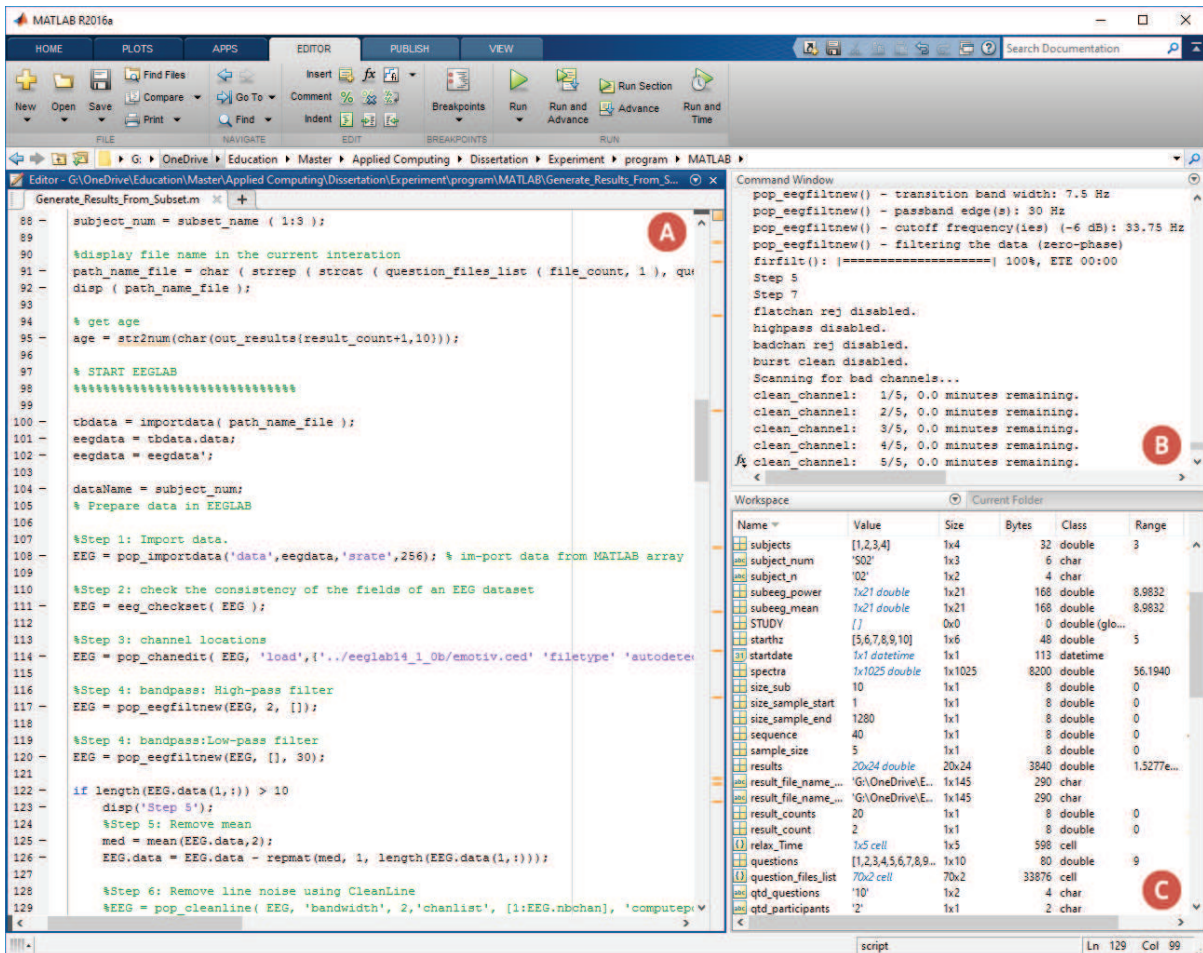 MATLAB R2016a
HOME PLOTS APPS EDITOR PUBLISH VIEW
Search Documentation
New Open Save
Find Files
Compare
Print
Go To
Find
Insert
Comment
Indent
Breakpoints
Run
Run and Advance
Run Section
Advance
Run and Time
FILE NAVIGATE EDIT BREAKPOINTS RUN
G: OneDrive Education Master Applied Computing Dissertation Experiment program MATLAB
Editor - G:\OneDrive\Education\Master\Applied Computing\Dissertation\Experiment\program\MATLAB\Generate_Results_From_S...
Generate_Results_From_Subset.m +
A
88 – subject_num = subset_name ( 1:3 );
89
90 %display file name in the current interation
91 – path_name_file = char ( strrep ( strcat ( question_files_list ( file_count, 1 ), que
92 – disp ( path_name_file );
93
94 % get age
95 – age = str2num(char(out_results{result_count+1,10}));
96
97 % START EEGLAB
98 %%%%%%%%%%%%%%%%%%%%%%%%%%%%%%%
99
100 – tbdata = importdata( path_name_file );
101 – eegdata = tbdata.data;
102 – eegdata = eegdata';
103
104 – dataName = subject_num;
105 % Prepare data in EEGLAB
106
107 %Step 1: Import data.
108 – EEG = pop_importdata('data',eegdata,'srate',256); % im-port data from MATLAB array
109
110 %Step 2: check the consistency of the fields of an EEG dataset
111 – EEG = eeg_checkset( EEG );
112
113 %Step 3: channel locations
114 – EEG = pop_chanedit( EEG, 'load',{'../eeglab14_1_0b/emotiv.ced' 'filetype' 'autodetec
115
116 %Step 4: bandpass: High-pass filter
117 – EEG = pop_eegfiltnew(EEG, 2, []);
118
119 %Step 4: bandpass:Low-pass filter
120 – EEG = pop_eegfiltnew(EEG, [], 30);
121
122 – if length(EEG.data(1,:)) > 10
123 – disp('Step 5');
124 %Step 5: Remove mean
125 – med = mean(EEG.data,2);
126 – EEG.data = EEG.data - repmat(med, 1, length(EEG.data(1,:)));
127
128 %Step 6: Remove line noise using CleanLine
129 %EEG = pop_cleanline( EEG, 'bandwidth', 2,'chanlist', [1:EEG.nbchan], 'computepo
Command Window
pop_eegfiltnew() - transition band width: 7.5 Hz
pop_eegfiltnew() - passband edge(s): 30 Hz
pop_eegfiltnew() - cutoff frequency(ies) (-6 dB): 33.75 Hz
pop_eegfiltnew() - filtering the data (zero-phase)
firfilt(): |====================| 100%, ETE 00:00
Step 5
Step 7
flatchan rej disabled.
highpass disabled.
badchan rej disabled.
burst clean disabled.
Scanning for bad channels...
clean_channel: 1/5, 0.0 minutes remaining.
clean_channel: 2/5, 0.0 minutes remaining.
clean_channel: 3/5, 0.0 minutes remaining.
clean_channel: 4/5, 0.0 minutes remaining.
fx clean_channel: 5/5, 0.0 minutes remaining.
B
Workspace Current Folder
Name Value Size Bytes Class Range
subjects [1,2,3,4] 1x4 32 double 3
subject_num 'S02' 1x3 6 char
subject_n '02' 1x2 4 char
subeeg_power 1x21 double 1x21 168 double 8.9832
subeeg_mean 1x21 double 1x21 168 double 8.9832
STUDY [] 0x0 0 double (glo...
starthz [5,6,7,8,9,10] 1x6 48 double 5
startdate 1x1 datetime 1x1 113 datetime
spectra 1x1025 double 1x1025 8200 double 56.1940
size_sub 10 1x1 8 double 0
size_sample_start 1 1x1 8 double 0
size_sample_end 1280 1x1 8 double 0
sequence 40 1x1 8 double 0
sample_size 5 1x1 8 double 0
results 20x24 double 20x24 3840 double 1.5277e...
result_file_name_... 'G:\OneDrive\E... 1x145 290 char
result_file_name_... 'G:\OneDrive\E... 1x145 290 char
result_counts 20 1x1 8 double 0
result_count 2 1x1 8 double 0
relax_Time 1x5 cell 1x5 598 cell
questions [1,2,3,4,5,6,7,8,9... 1x10 80 double 9
question_files_list 70x2 cell 70x2 33876 cell
qtd_questions '10' 1x2 4 char
qtd_participants '2' 1x1 2 char
C
script Ln 129 Col 99